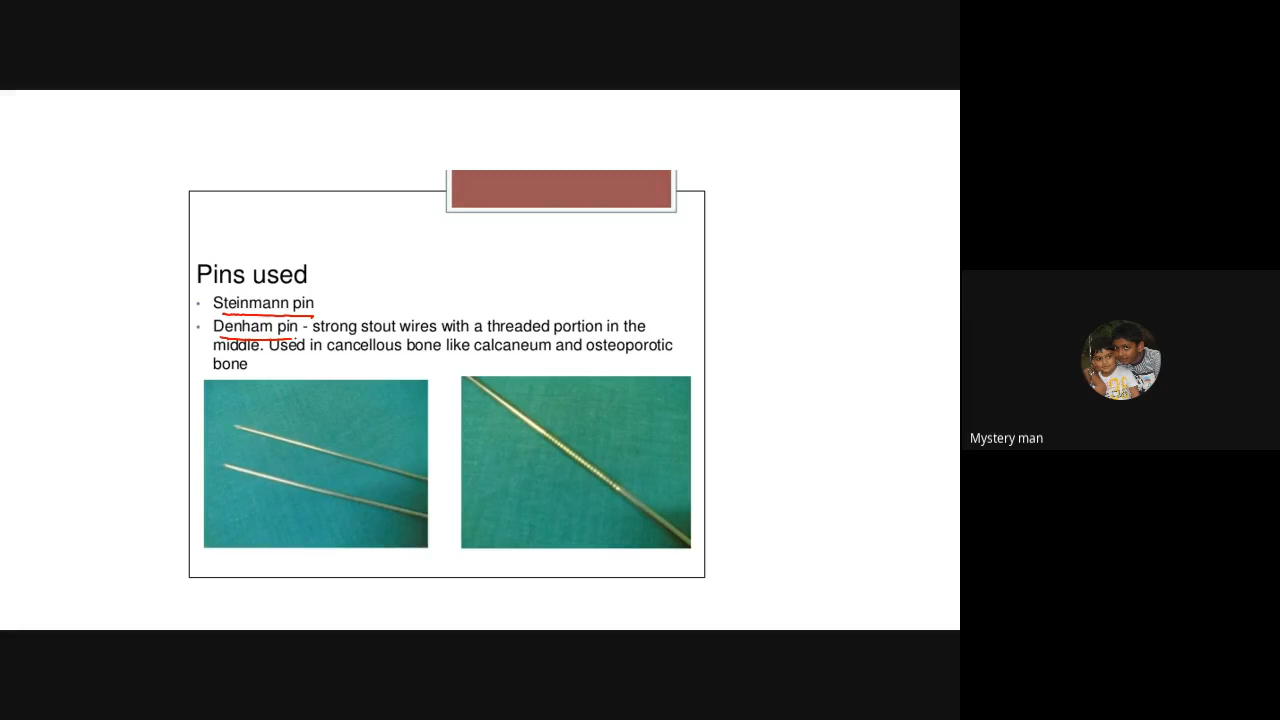 Pins used
• Steinmann pin
• Denham pin - strong stout wires with a threaded portion in the
middle. Used in cancellous bone like calcaneum and osteoporotic
bone
Mystery man